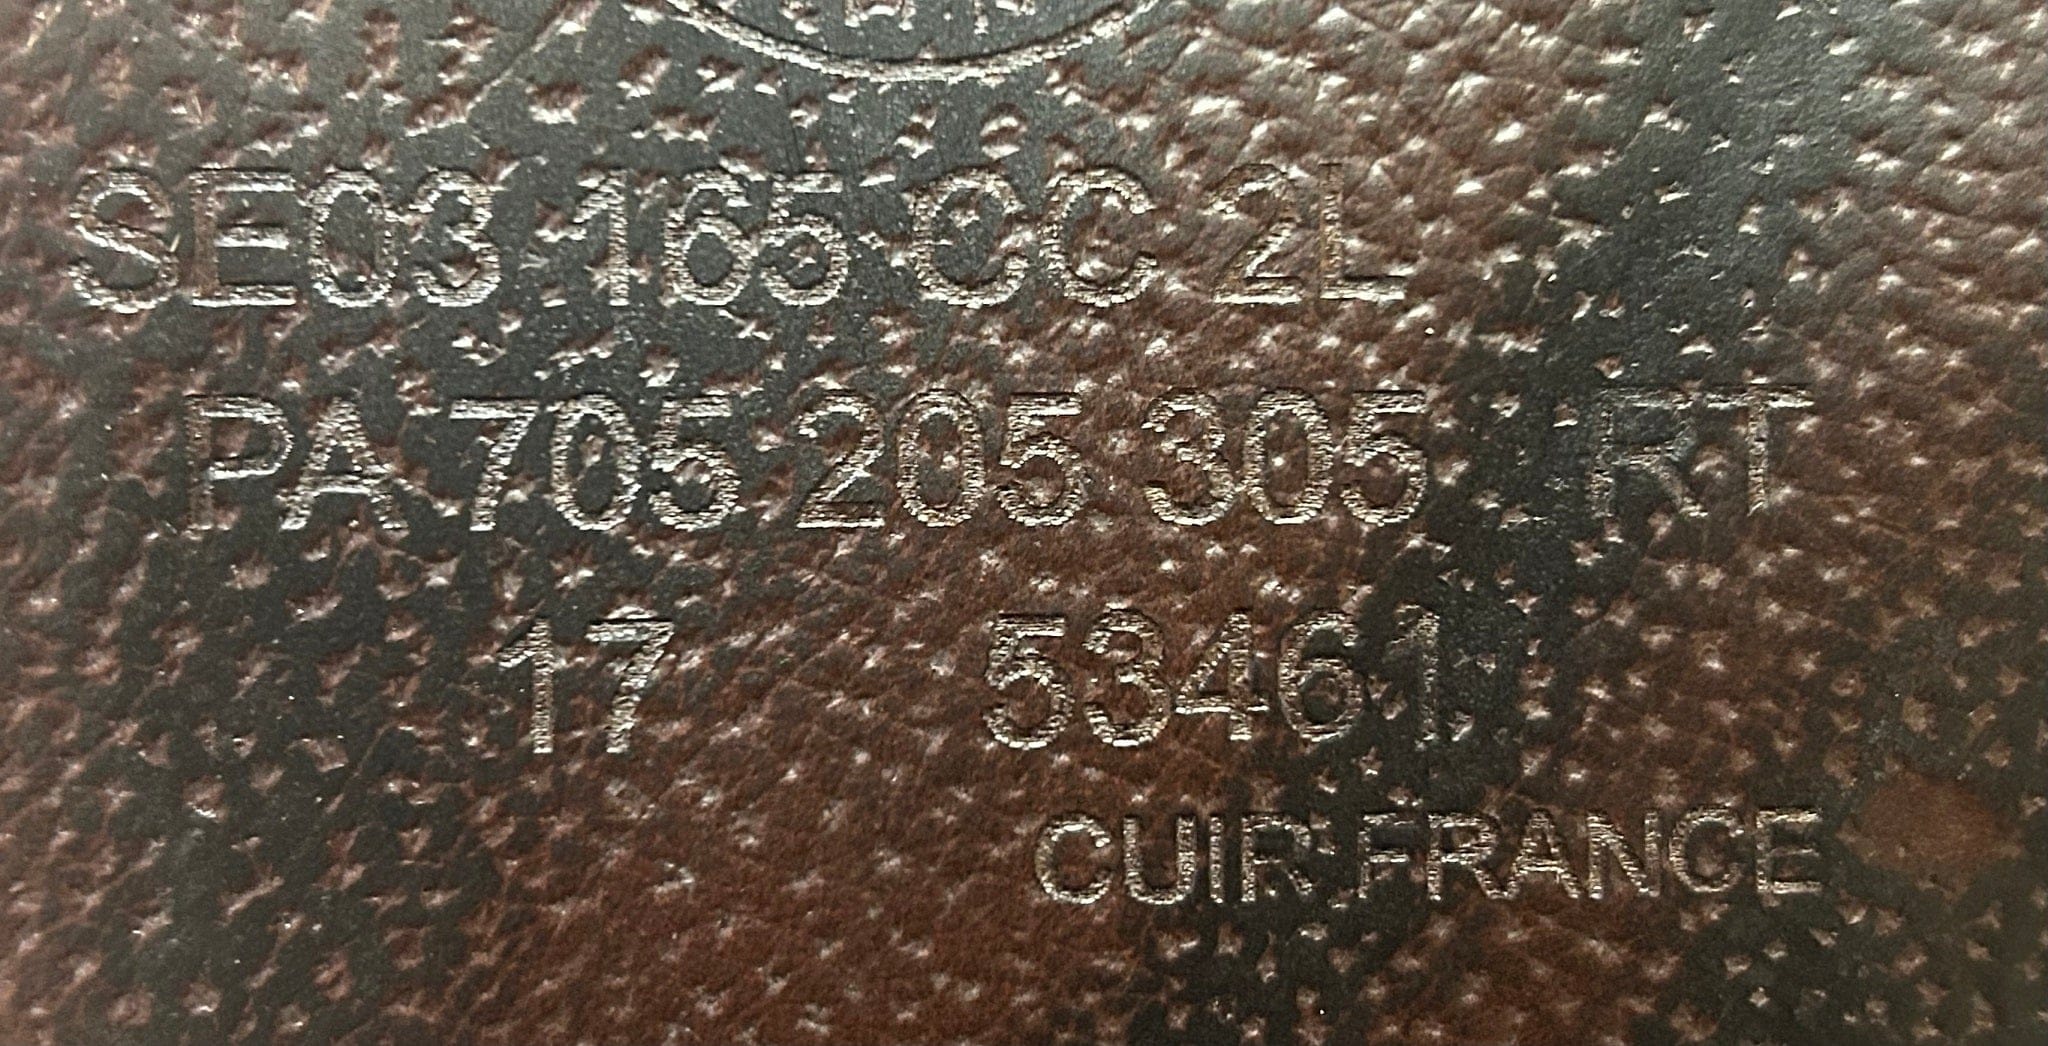 SE03 165 CC 2L
PA 705 205 305 RT
17 53461
CUIR FRANCE